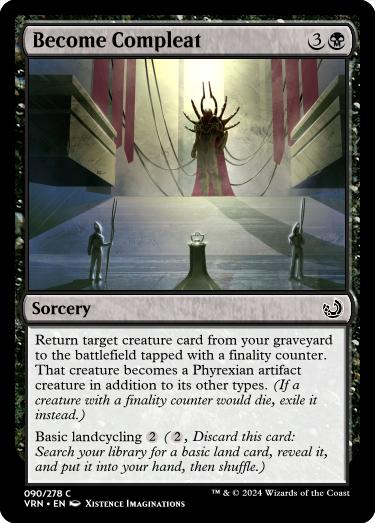 Become Compleat 3
Sorcery
Return target creature card from your graveyard
to the battlefield tapped with a finality counter.
That creature becomes a Phyrexian artifact
creature in addition to its other types. (If a
creature with a finality counter would die, exile it
instead.)
Basic landcycling 2 ( 2, Discard this card:
Search your library for a basic land card, reveal it,
and put it into your hand, then shuffle.)
090/278 C ™ & © 2024 Wizards of the Coast
VRN • EN Xistence Imaginations